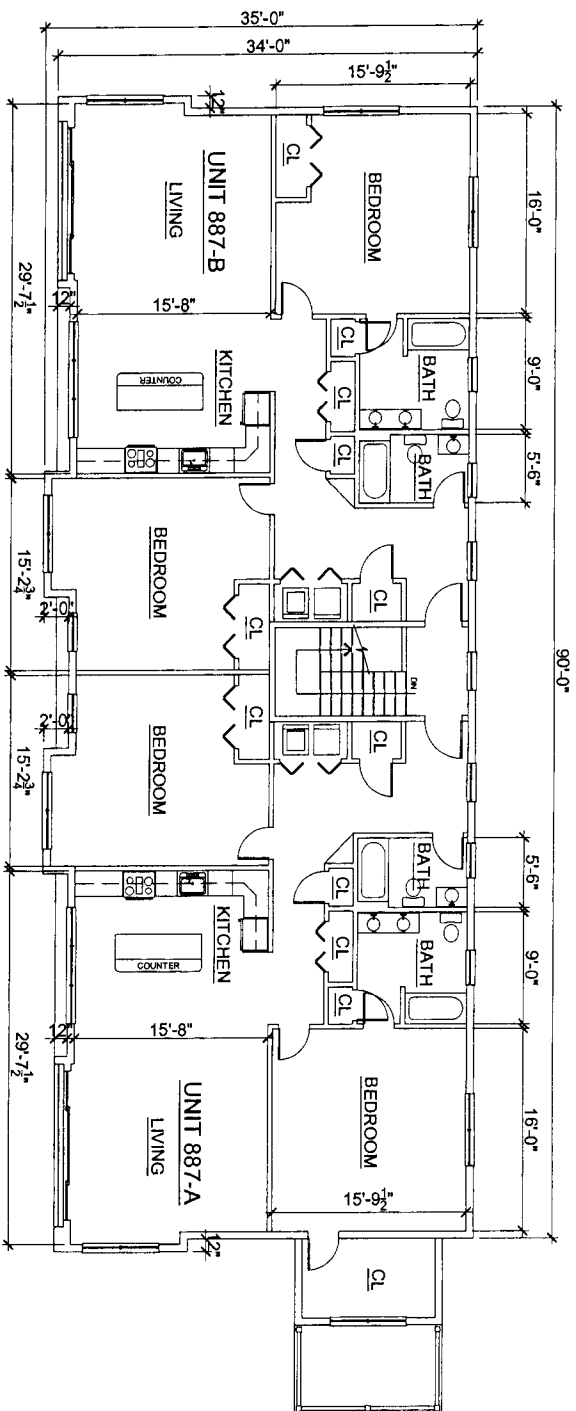 35'-0"
34'-0"
15'-9½"
12"
90'-0"
16'-0"
CL
BEDROOM
UNIT 887-B
LIVING
29'-7½"
12"
15'-8"
KITCHEN
COUNTER
CL
CL
CL
BATH
9'-0"
BATH
5'-6"
BEDROOM
CL
CL
15'-2¾"
2'-0"
DN
2'-0"
15'-2¾"
BEDROOM
CL
CL
BATH
5'-6"
KITCHEN
COUNTER
CL
CL
CL
BATH
9'-0"
12"
15'-8"
29'-7½"
UNIT 887-A
LIVING
BEDROOM
16'-0"
15'-9½"
12"
CL